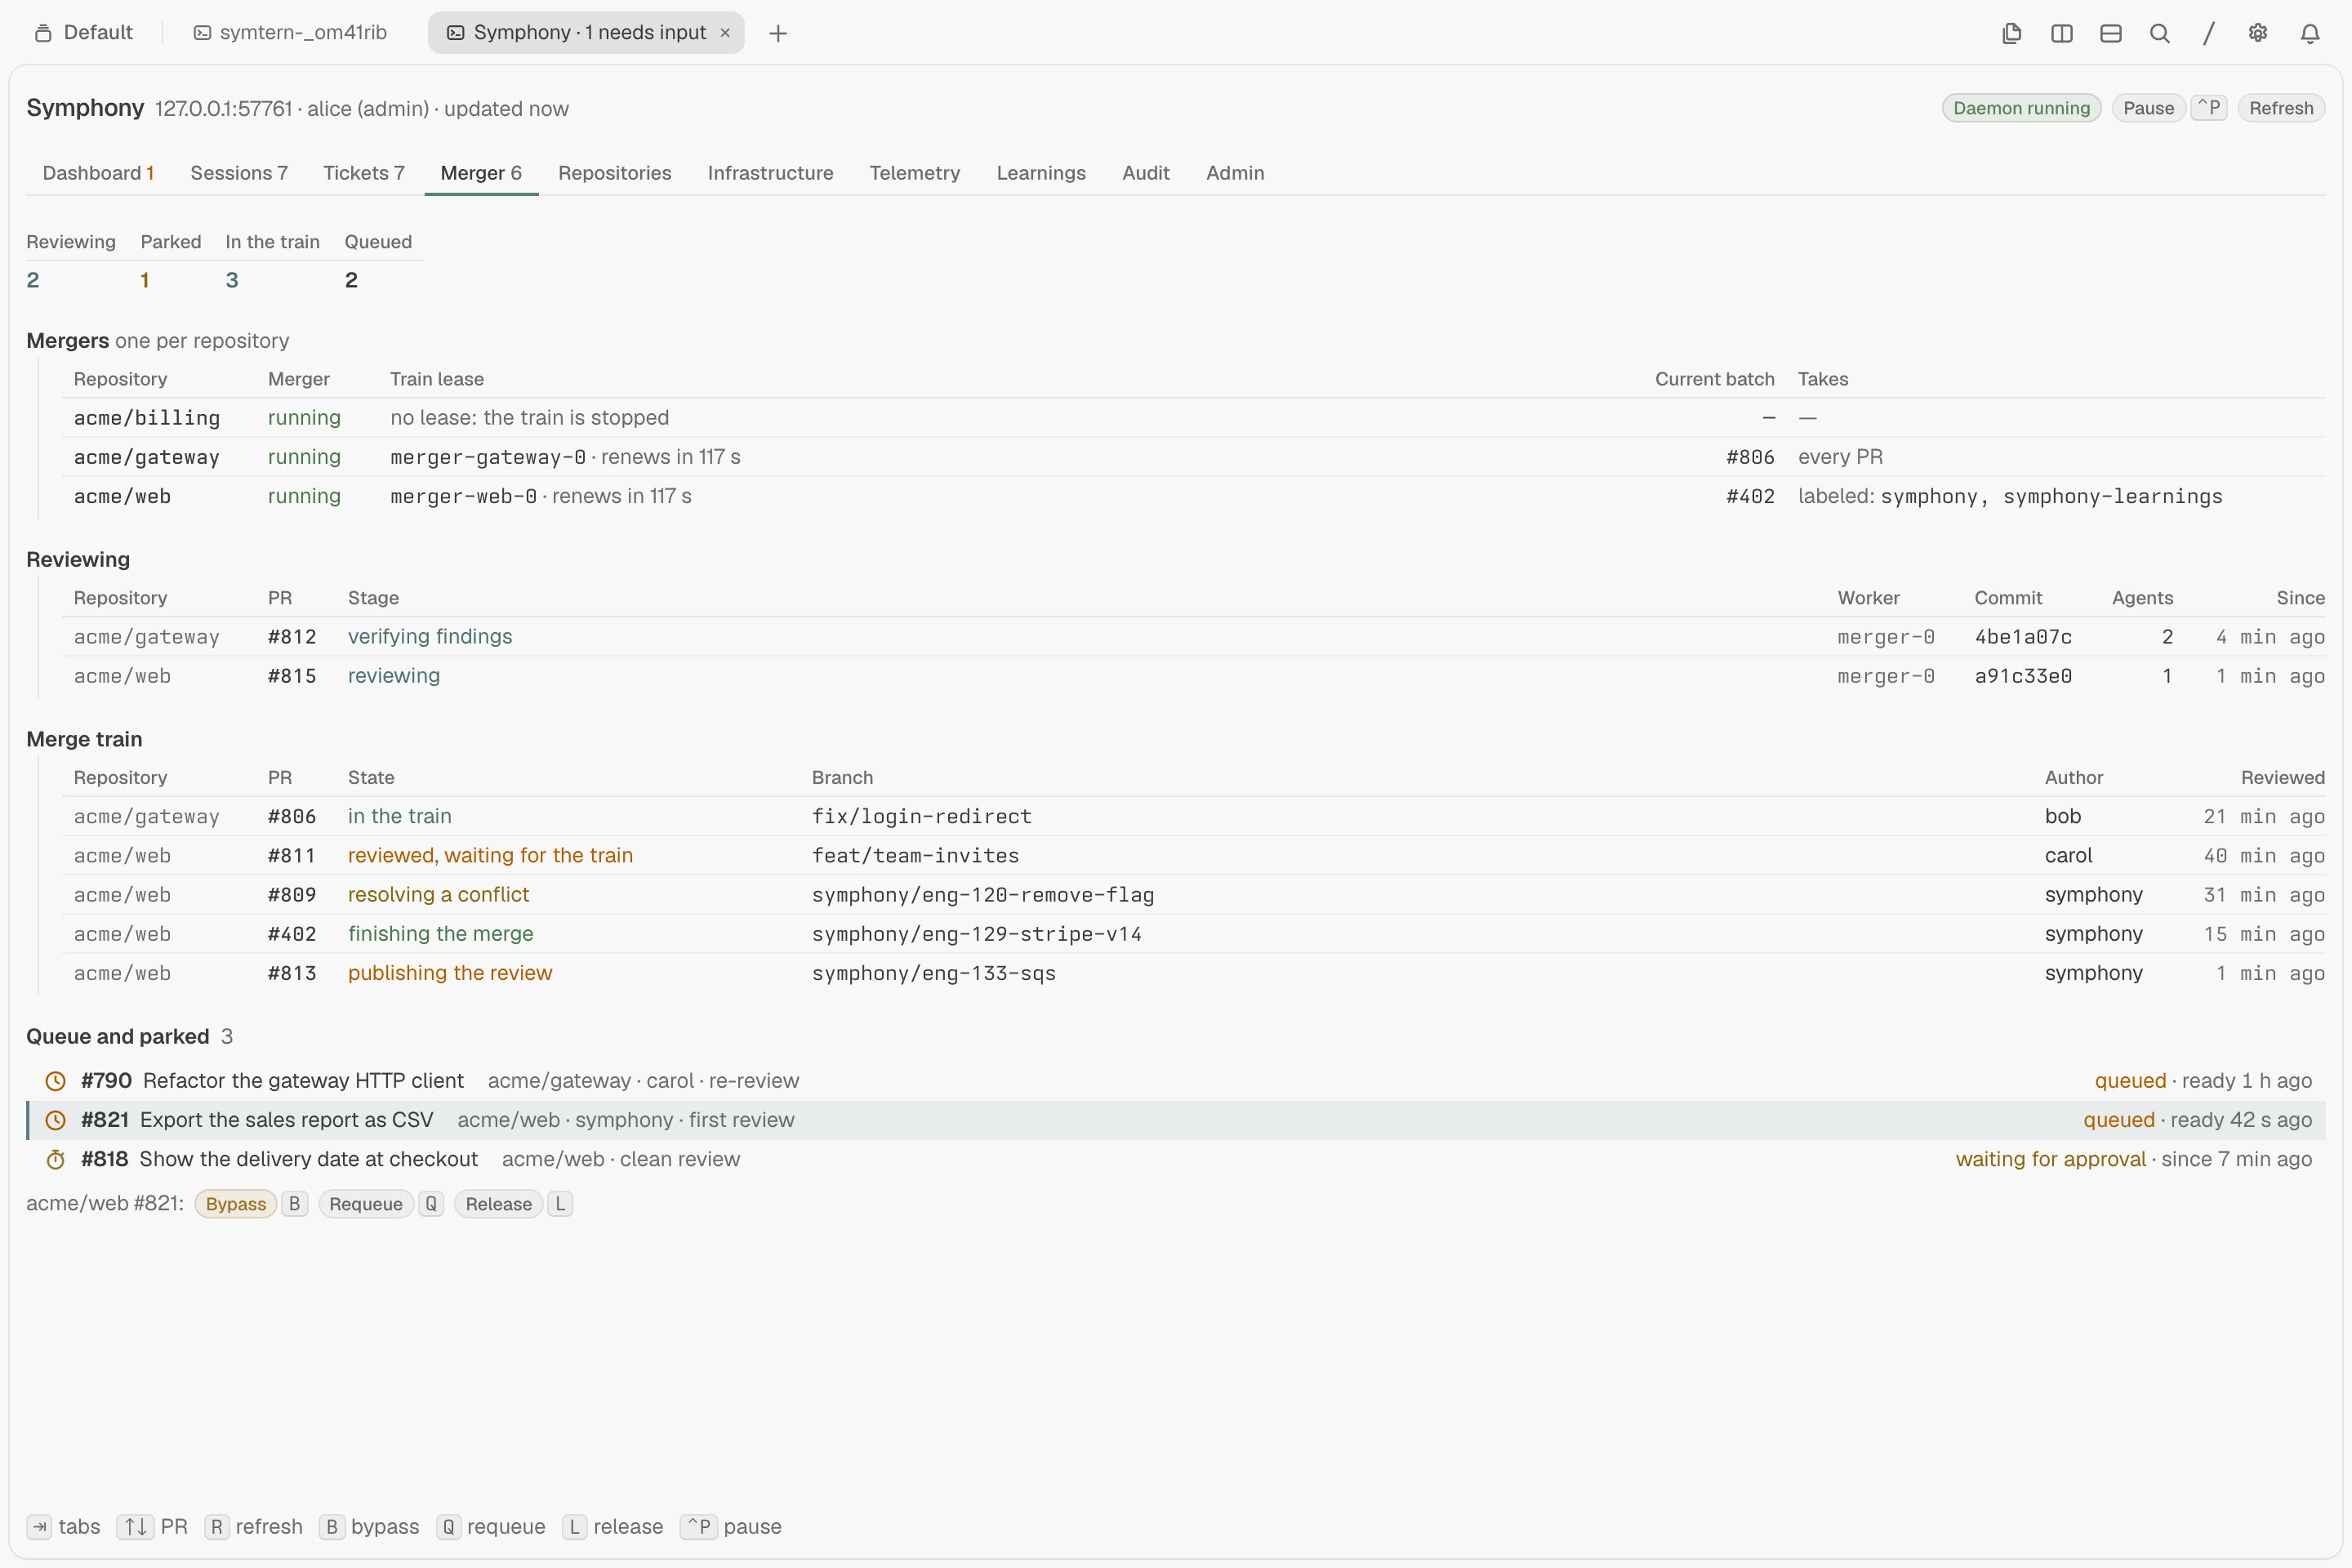 Default symtern-_om41rib Symphony · 1 needs input × +
Symphony 127.0.0.1:57761 · alice (admin) · updated now Daemon running Pause ^P Refresh
Dashboard 1 Sessions 7 Tickets 7 Merger 6 Repositories Infrastructure Telemetry Learnings Audit Admin
Reviewing Parked In the train Queued
2 1 3 2
Mergers one per repository
Repository Merger Train lease Current batch Takes
acme/billing running no lease: the train is stopped – —
acme/gateway running merger-gateway-0 · renews in 117 s #806 every PR
acme/web running merger-web-0 · renews in 117 s #402 labeled: symphony, symphony-learnings
Reviewing
Repository PR Stage Worker Commit Agents Since
acme/gateway #812 verifying findings merger-0 4be1a07c 2 4 min ago
acme/web #815 reviewing merger-0 a91c33e0 1 1 min ago
Merge train
Repository PR State Branch Author Reviewed
acme/gateway #806 in the train fix/login-redirect bob 21 min ago
acme/web #811 reviewed, waiting for the train feat/team-invites carol 40 min ago
acme/web #809 resolving a conflict symphony/eng-120-remove-flag symphony 31 min ago
acme/web #402 finishing the merge symphony/eng-129-stripe-v14 symphony 15 min ago
acme/web #813 publishing the review symphony/eng-133-sqs symphony 1 min ago
Queue and parked 3
#790 Refactor the gateway HTTP client acme/gateway · carol · re-review queued · ready 1 h ago
#821 Export the sales report as CSV acme/web · symphony · first review queued · ready 42 s ago
#818 Show the delivery date at checkout acme/web · clean review waiting for approval · since 7 min ago
acme/web #821: Bypass B Requeue Q Release L
⇥ tabs ↑↓ PR R refresh B bypass Q requeue L release ^P pause